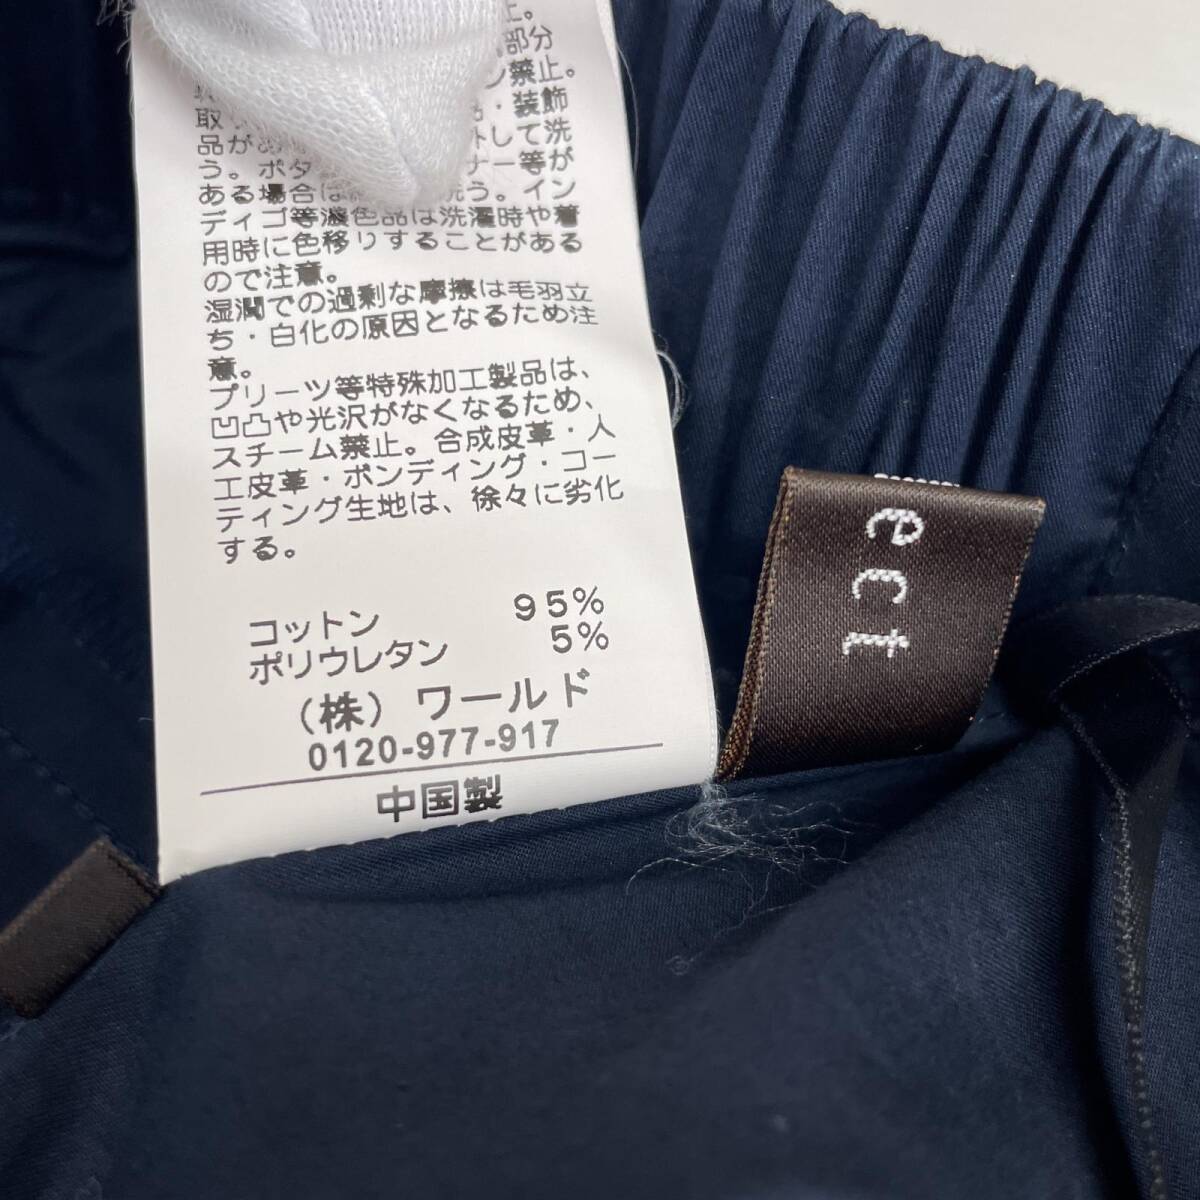 止。
部分
ン禁止。
・装飾
取 して洗
品が ナー等が
う。ボタ
ある場合は 洗う。イン
ディゴ等濃色品は洗濯時や着
用時に色移りすることがある
ので注意。
湿潤での過剰な摩擦は毛羽立
ち・白化の原因となるため注
意。
プリーツ等特殊加工製品は、
凹凸や光沢がなくなるため、
スチーム禁止。合成皮革・人
工皮革・ボンディング・コー
ティング生地は、徐々に劣化
する。
コットン 95%
ポリウレタン 5%
(株) ワールド
0120-977-917
中国製
ect